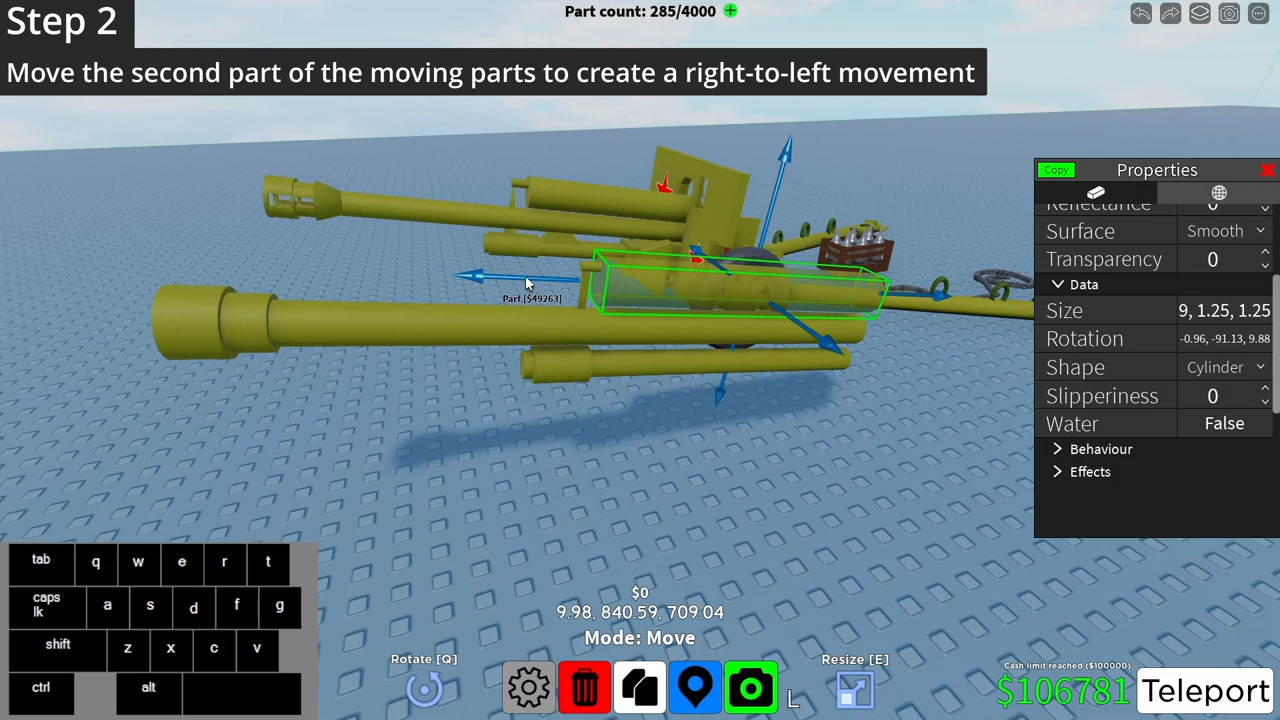 Step 2
Part count: 285/4000
Move the second part of the moving parts to create a right-to-left movement
Copy
Properties
Reflectance 0
Surface Smooth
Transparency 0
Data
Size 9, 1.25, 1.25
Rotation -0.96, -91.13, 9.88
Shape Cylinder
Slipperiness 0
Water False
Behaviour
Effects
Part [$49263]
tab q w e r t
caps lk a s d f g
shift z x c v
ctrl alt
$0
9.98, 840.59, 709.04
Mode: Move
Rotate [Q]
Resize [E]
L
Cash limit reached ($100000)
$106781
Teleport